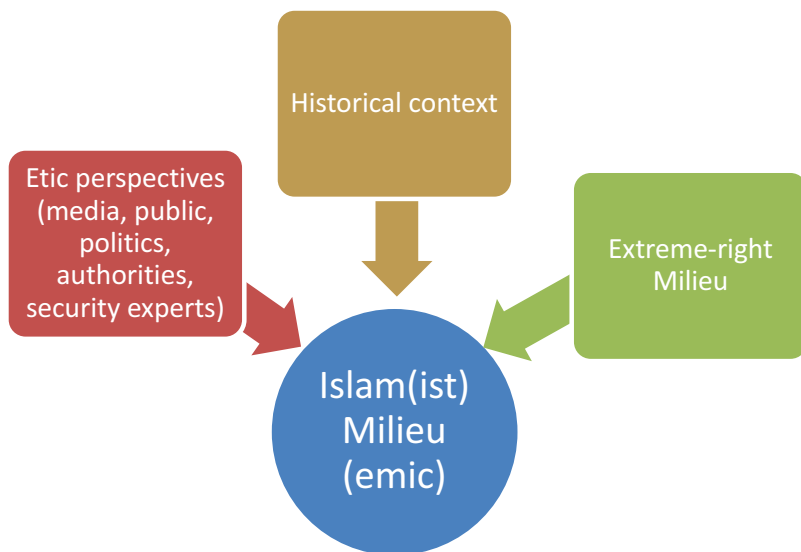 Historical context
Etic perspectives
(media, public,
politics,
authorities,
security experts)
Extreme-right
Milieu
Islam(ist)
Milieu
(emic)